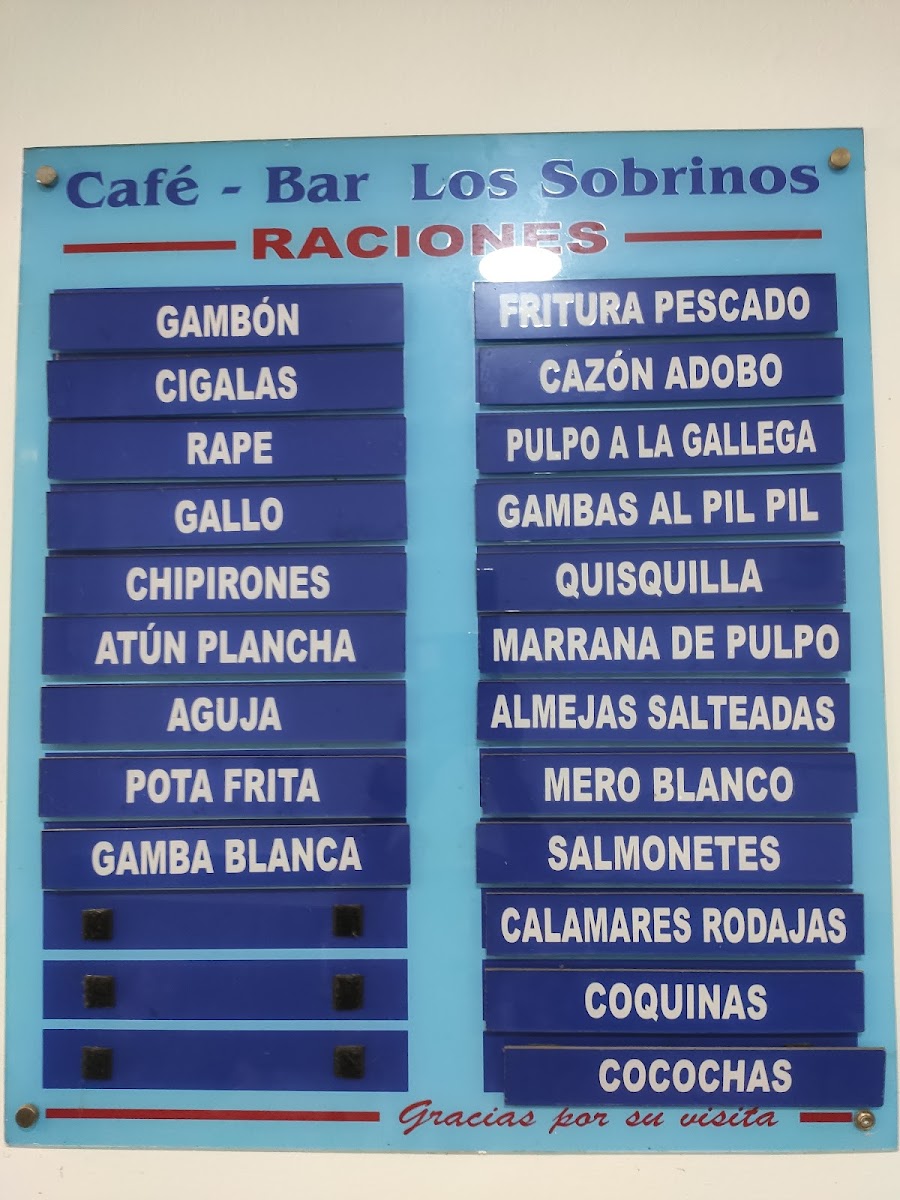 Café - Bar Los Sobrinos
RACIONES
GAMBÓN
CIGALAS
RAPE
GALLO
CHIPIRONES
ATÚN PLANCHA
AGUJA
POTA FRITA
GAMBA BLANCA
FRITURA PESCADO
CAZÓN ADOBO
PULPO A LA GALLEGA
GAMBAS AL PIL PIL
QUISQUILLA
MARRANA DE PULPO
ALMEJAS SALTEADAS
MERO BLANCO
SALMONETES
CALAMARES RODAJAS
COQUINAS
COCOCHAS
Gracias por su visita